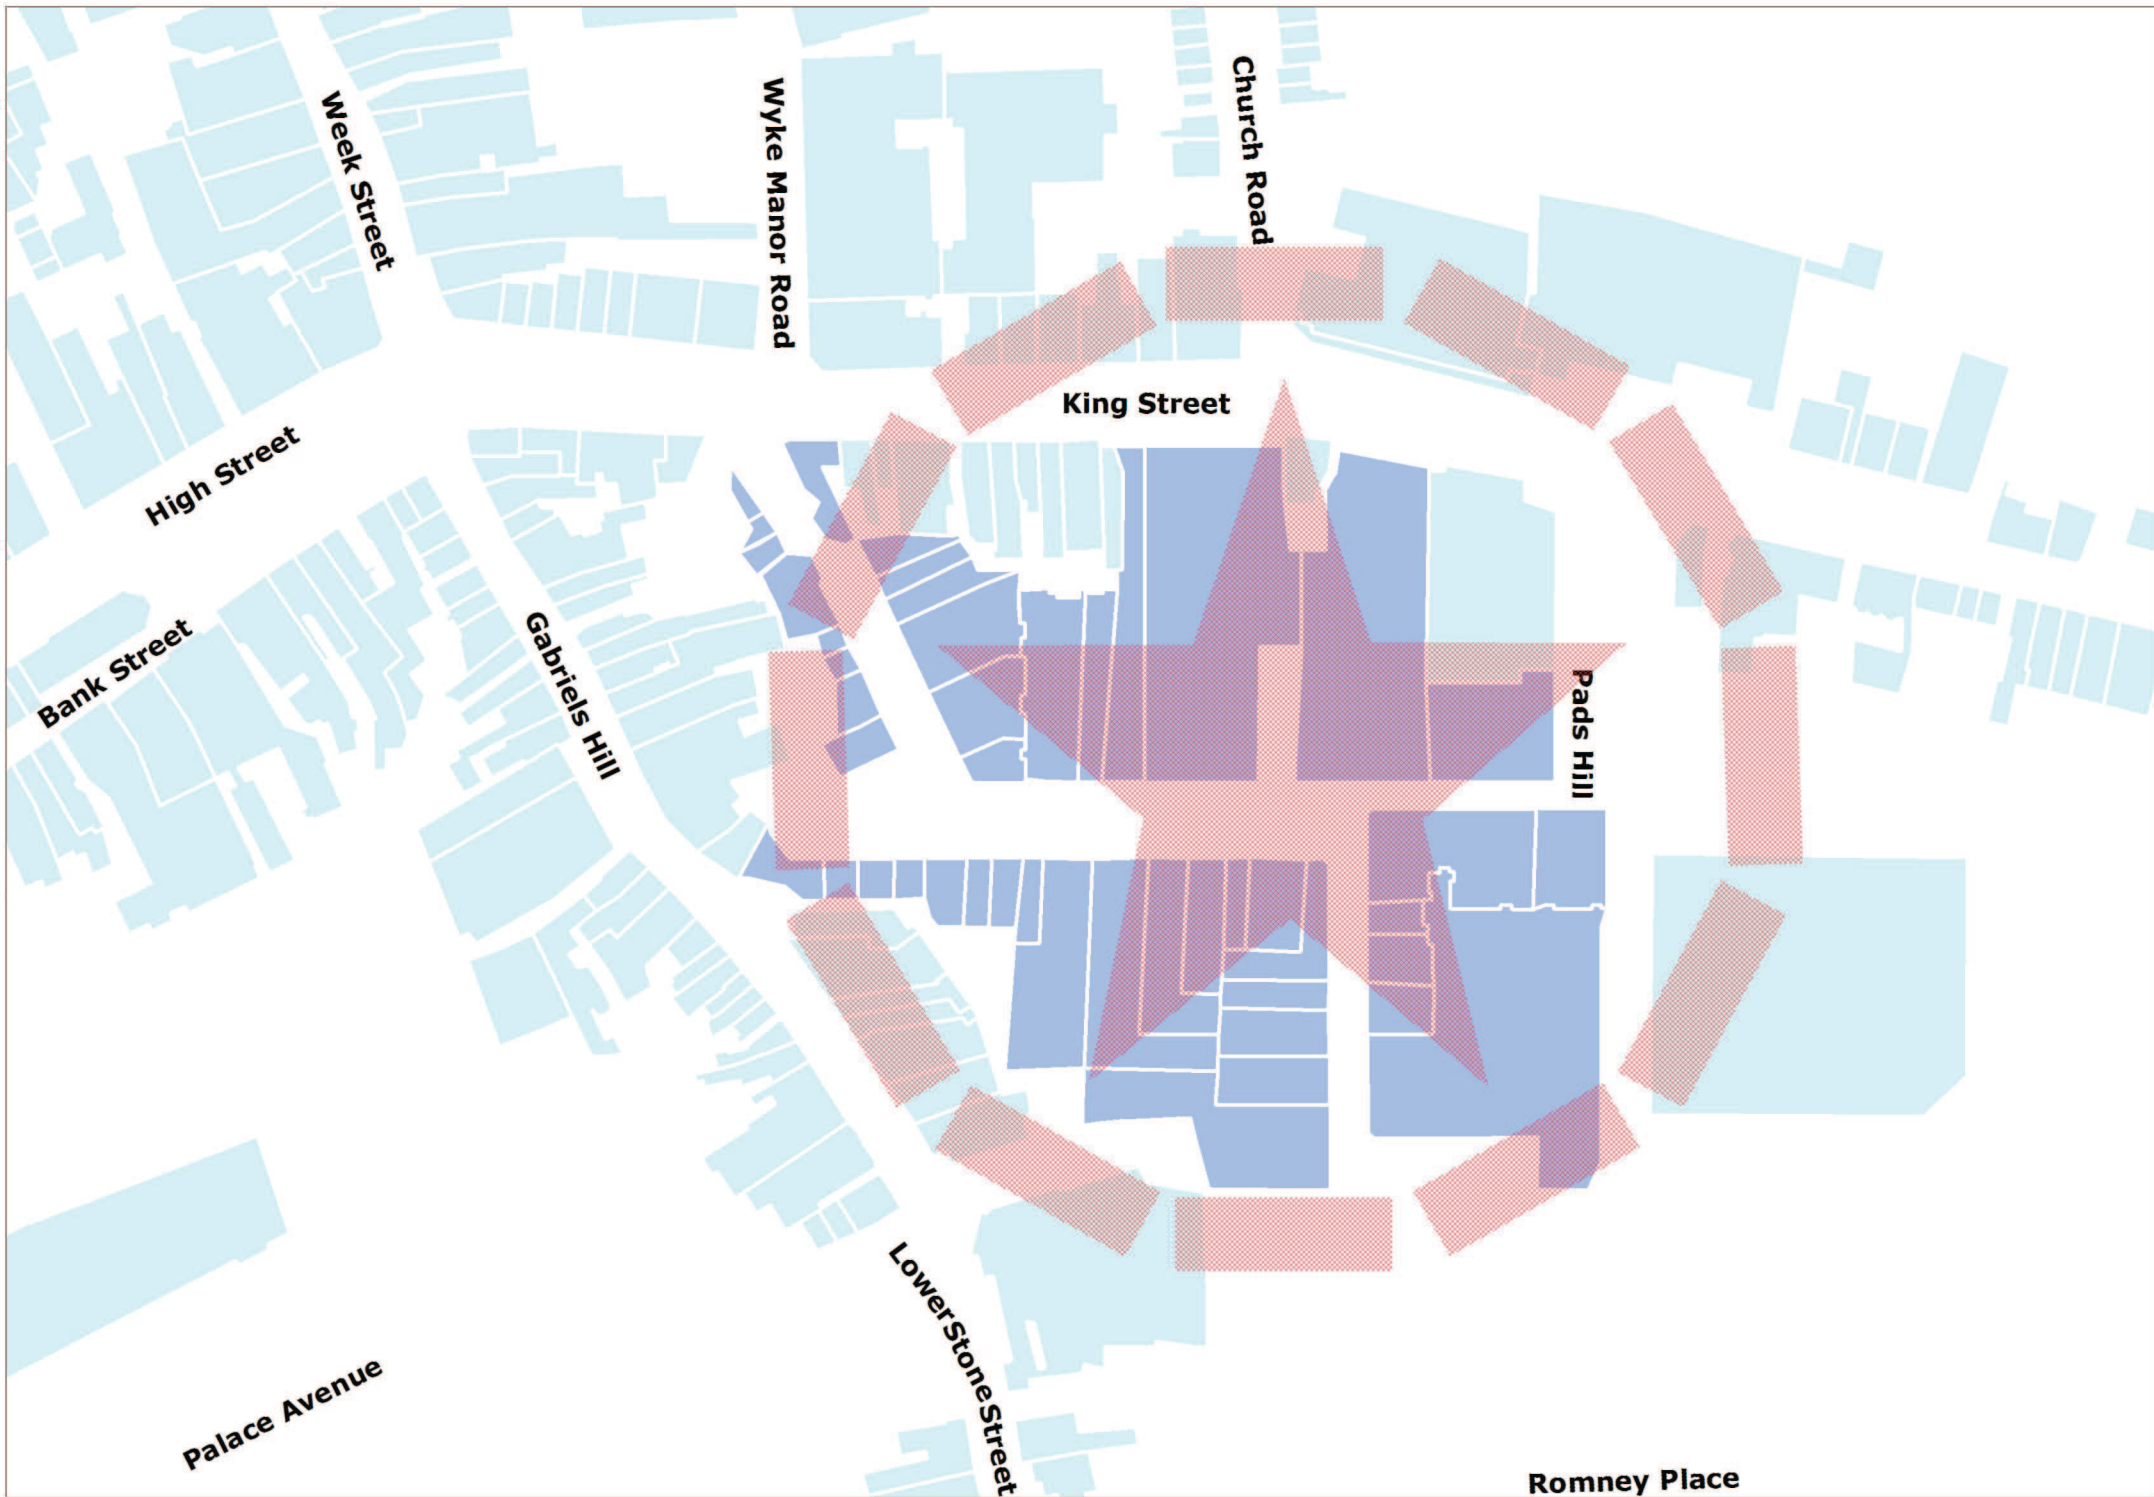 Week Street
Wyke Manor Road
Church Road
King Street
High Street
Bank Street
Gabriels Hill
Pads Hill
Lower Stone Street
Palace Avenue
Romney Place